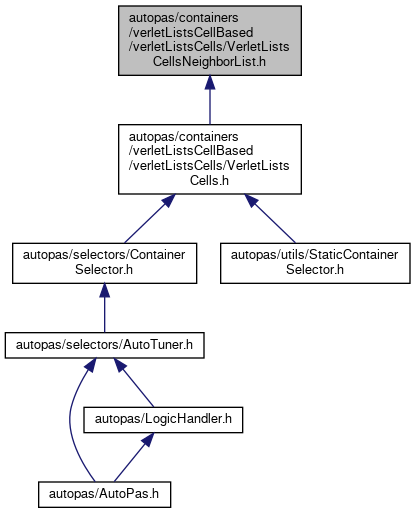 autopas/containers
/verletListsCellBased
/verletListsCells/VerletLists
CellsNeighborList.h
autopas/containers
/verletListsCellBased
/verletListsCells/VerletLists
Cells.h
autopas/selectors/Container
Selector.h
autopas/utils/StaticContainer
Selector.h
autopas/selectors/AutoTuner.h
autopas/LogicHandler.h
autopas/AutoPas.h